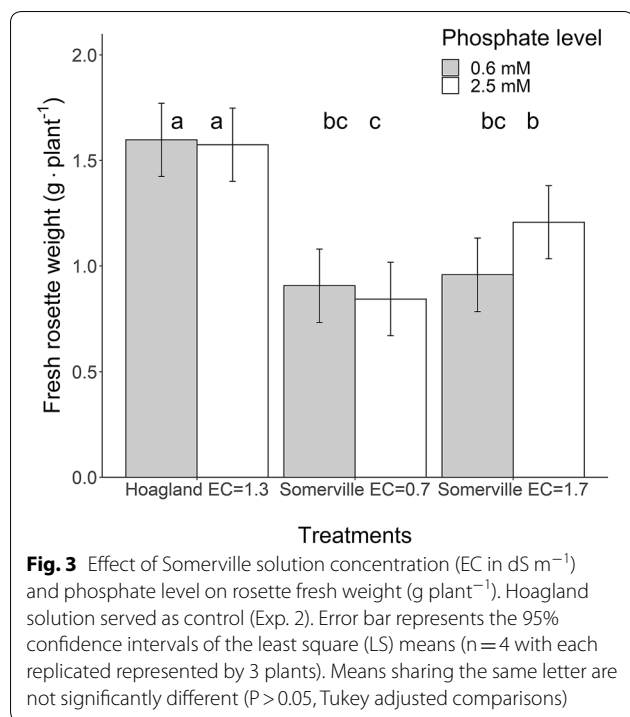 Phosphate level
0.6 mM
2.5 mM
2.0
1.5
1.0
0.5
0.0
Fresh rosette weight (g · plant⁻¹)
a a bc c bc b
Hoagland EC=1.3 Somerville EC=0.7 Somerville EC=1.7
Treatments
Fig. 3 Effect of Somerville solution concentration (EC in dS m⁻¹)
and phosphate level on rosette fresh weight (g plant⁻¹). Hoagland
solution served as control (Exp. 2). Error bar represents the 95%
confidence intervals of the least square (LS) means (n = 4 with each
replicated represented by 3 plants). Means sharing the same letter are
not significantly different (P > 0.05, Tukey adjusted comparisons)